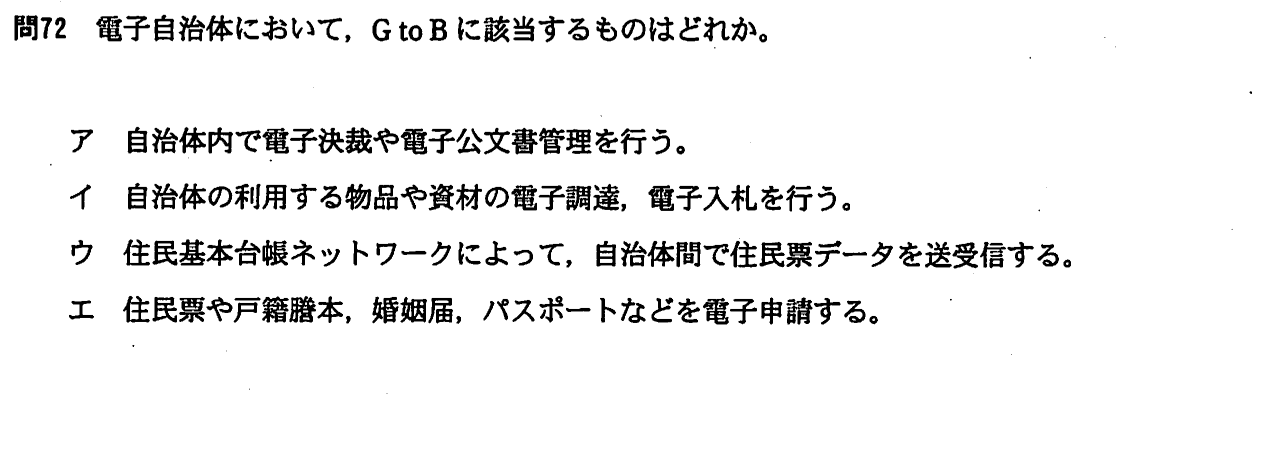 問72 電子自治体において，G to B に該当するものはどれか。
ア 自治体内で電子決裁や電子公文書管理を行う。
イ 自治体の利用する物品や資材の電子調達，電子入札を行う。
ウ 住民基本台帳ネットワークによって，自治体間で住民票データを送受信する。
エ 住民票や戸籍謄本，婚姻届，パスポートなどを電子申請する。